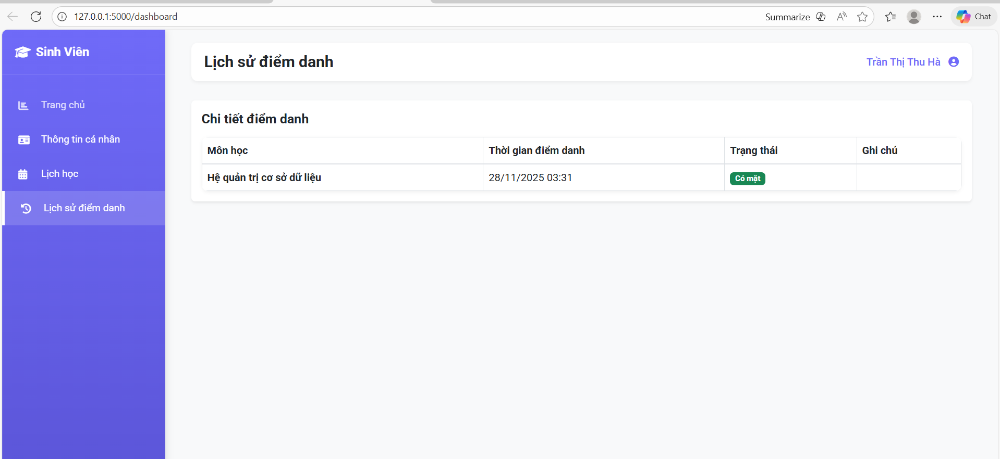 127.0.0.1:5000/dashboard
Summarize
Chat
Sinh Viên
Trang chủ
Thông tin cá nhân
Lịch học
Lịch sử điểm danh
Lịch sử điểm danh
Trần Thị Thu Hà
Chi tiết điểm danh
Môn học Thời gian điểm danh Trạng thái Ghi chú
Hệ quản trị cơ sở dữ liệu 28/11/2025 03:31 Có mặt